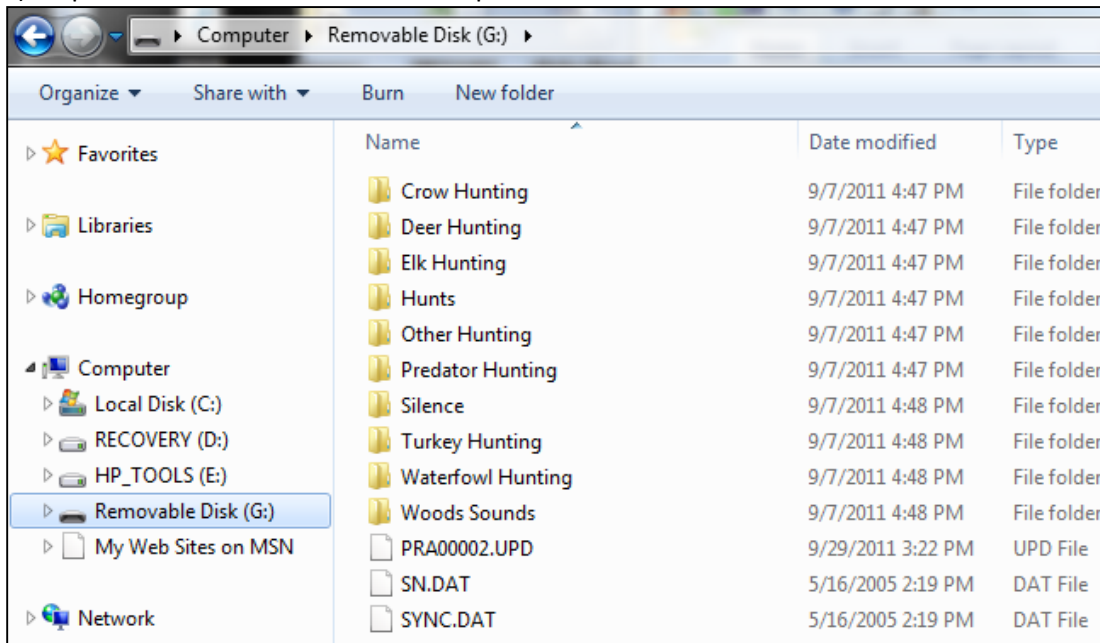 Computer ▸ Removable Disk (G:) ▸
Organize Share with Burn New folder
Name Date modified Type
Favorites
Libraries
Homegroup
Computer
Local Disk (C:)
RECOVERY (D:)
HP_TOOLS (E:)
Removable Disk (G:)
My Web Sites on MSN
Network
Crow Hunting 9/7/2011 4:47 PM File folder
Deer Hunting 9/7/2011 4:47 PM File folder
Elk Hunting 9/7/2011 4:47 PM File folder
Hunts 9/7/2011 4:47 PM File folder
Other Hunting 9/7/2011 4:47 PM File folder
Predator Hunting 9/7/2011 4:47 PM File folder
Silence 9/7/2011 4:48 PM File folder
Turkey Hunting 9/7/2011 4:48 PM File folder
Waterfowl Hunting 9/7/2011 4:48 PM File folder
Woods Sounds 9/7/2011 4:48 PM File folder
PRA00002.UPD 9/29/2011 3:22 PM UPD File
SN.DAT 5/16/2005 2:19 PM DAT File
SYNC.DAT 5/16/2005 2:19 PM DAT File